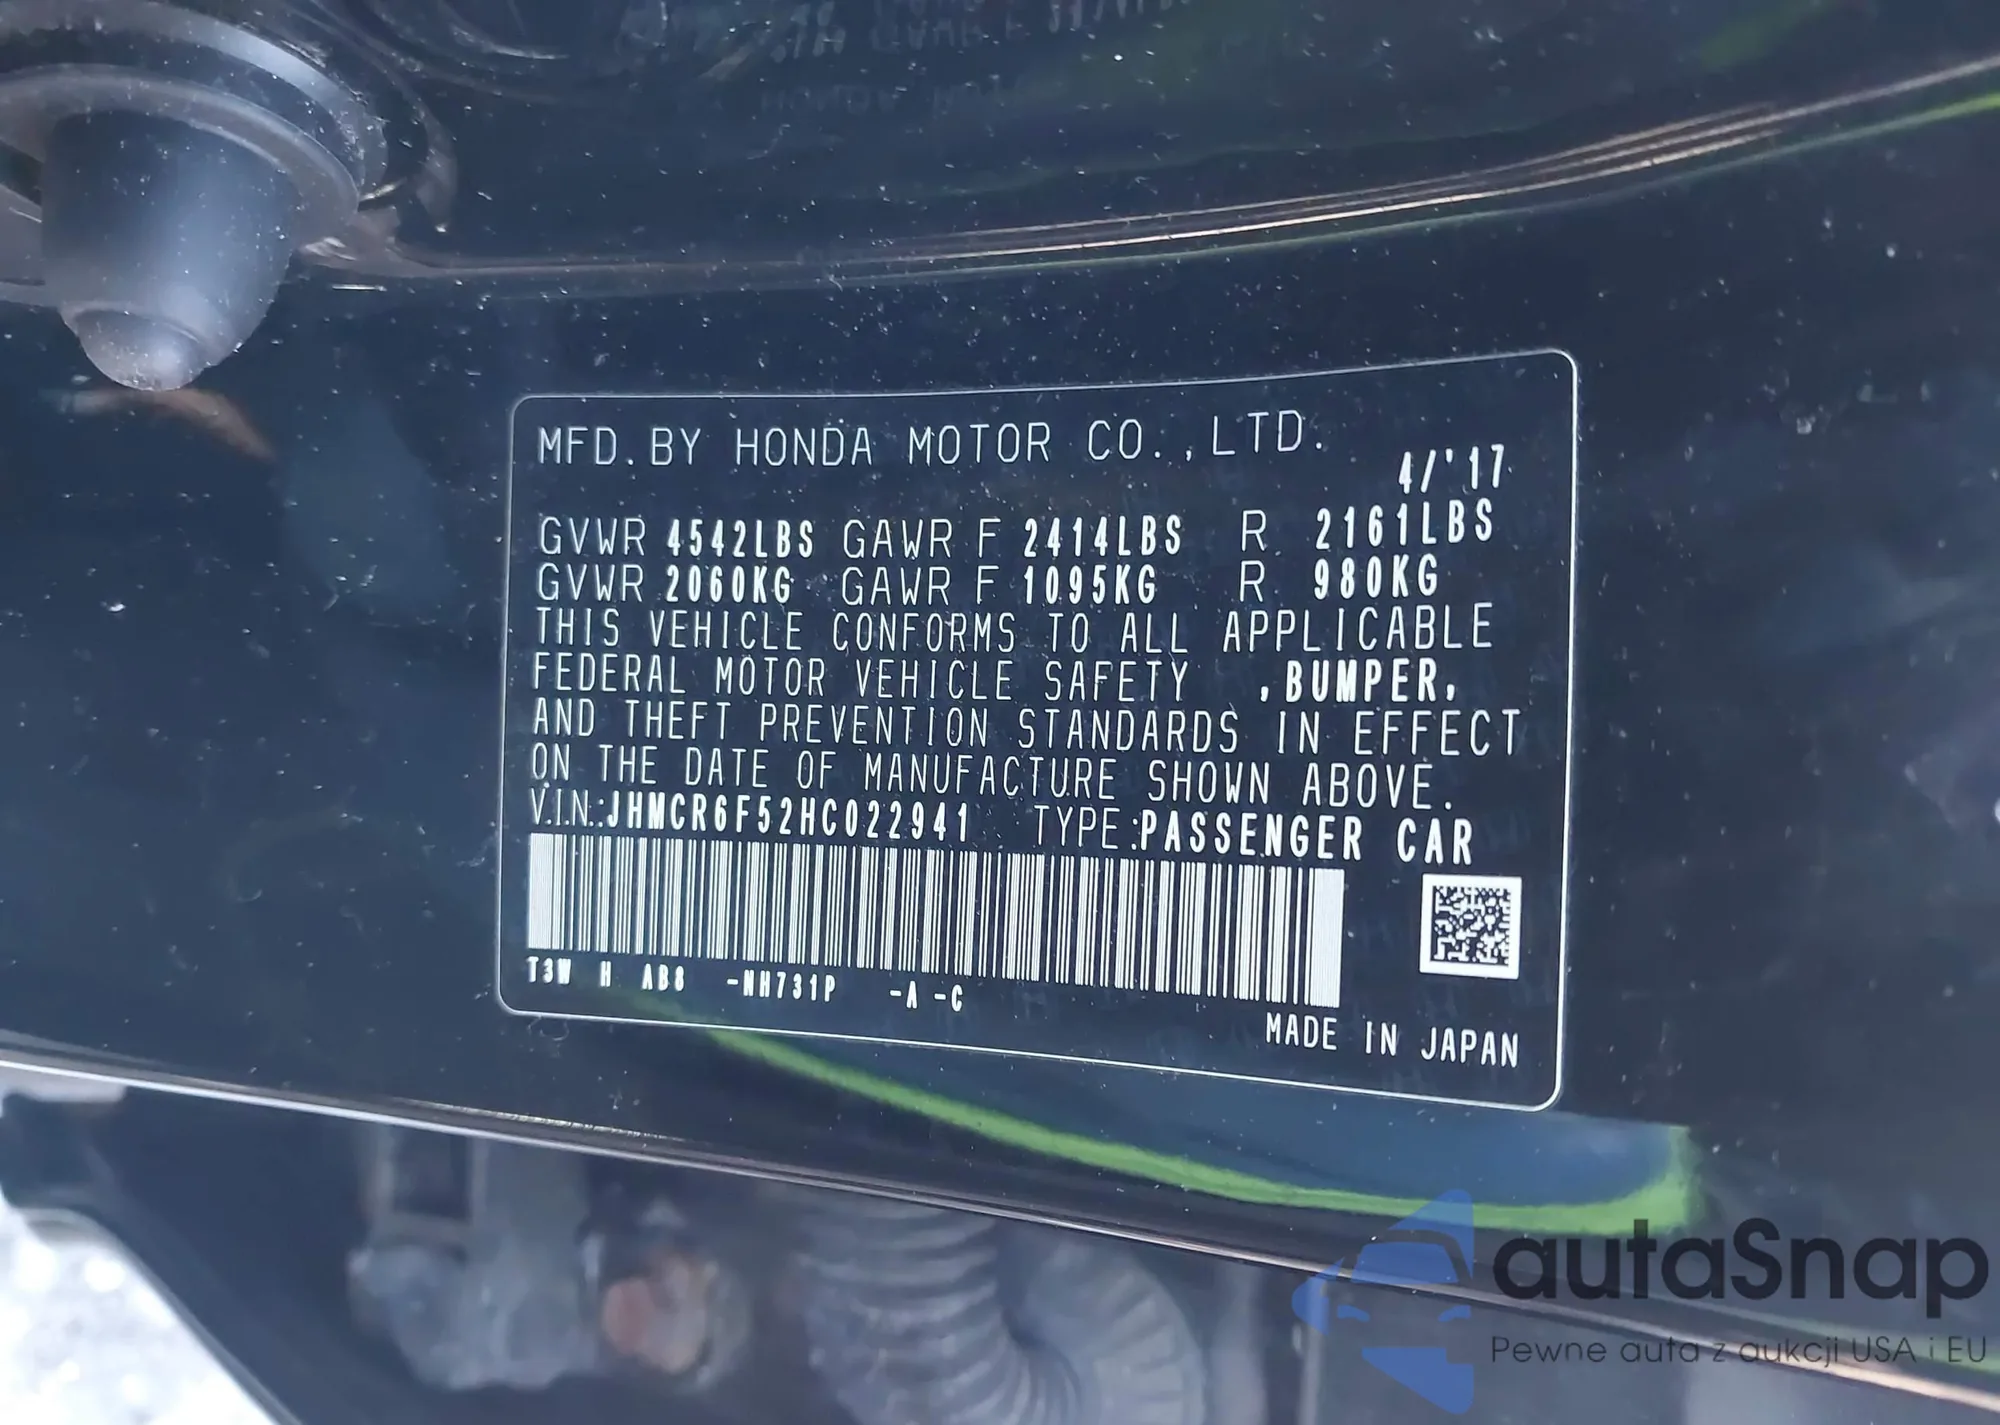 MFD. BY HONDA MOTOR CO., LTD.
4/'17
GVWR 4542LBS GAWR F 2414LBS R 2161LBS
GVWR 2060KG GAWR F 1095KG R 980KG
THIS VEHICLE CONFORMS TO ALL APPLICABLE
FEDERAL MOTOR VEHICLE SAFETY ,BUMPER,
AND THEFT PREVENTION STANDARDS IN EFFECT
ON THE DATE OF MANUFACTURE SHOWN ABOVE.
V.I.N.:JHMCR6F52HC022941 TYPE:PASSENGER CAR
T3W H AB8 -NH731P -A -C
MADE IN JAPAN
autaSnap
Pewne auta z aukcji USA i EU